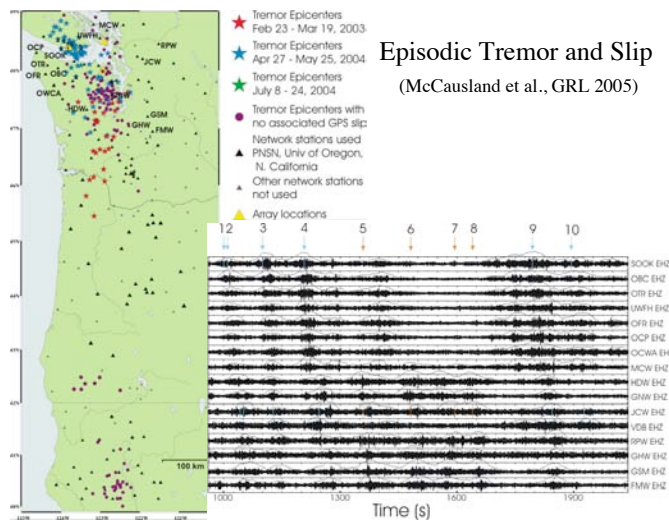 Episodic Tremor and Slip
(McCausland et al., GRL 2005)
Tremor Epicenters
Feb 23 - Mar 19, 2003
Tremor Epicenters
Apr 27 - May 25, 2004
Tremor Epicenters
July 8 - 24, 2004
Tremor Epicenters with
no associated GPS slip
Network stations used
PNSN, Univ of Oregon,
N. California
Other network stations
not used
Array locations
MCW
UWFH
RPW
OCP
SOOK
JCW
OTR
OBC
OFR
OWCA
HDW
GSM
GHW
FMW
100 km
12 3 4 5 6 7 8 9 10
SOOK EHZ
OBC EHZ
OTR EHZ
UWFH EHZ
OFR EHZ
OCP EHZ
OCWA EH
MCW EHZ
HDW EHZ
GNW EHZ
JCW EHZ
VDB EHZ
RPW EHZ
GHW EHZ
GSM EHZ
FMW EHZ
1000 1300 1600 1900
Time (s)